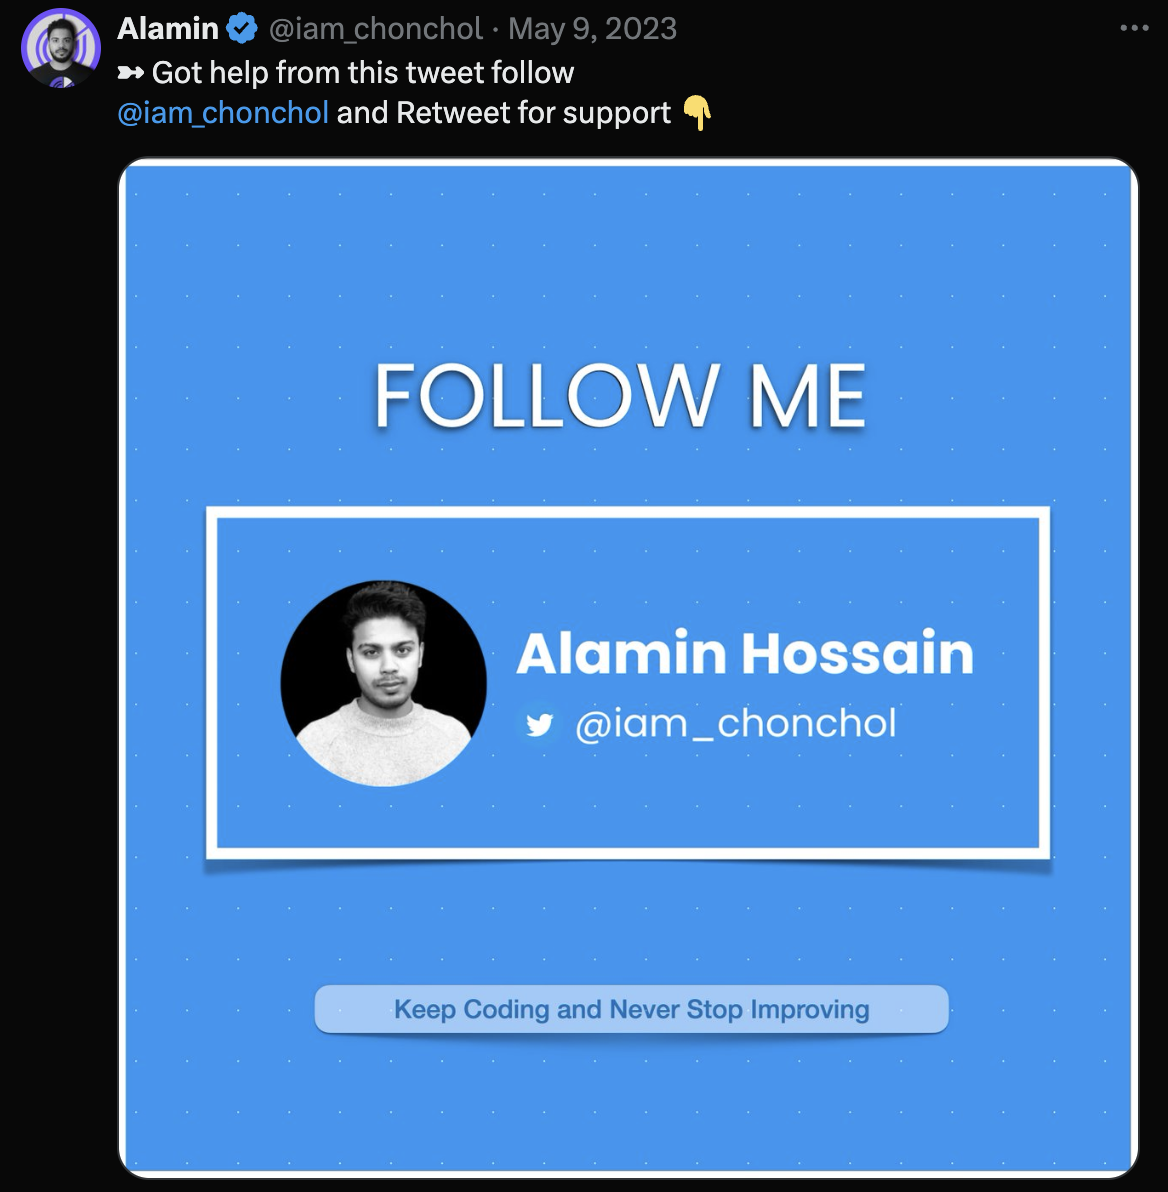 Alamin @iam_chonchol · May 9, 2023
➽ Got help from this tweet follow
@iam_chonchol and Retweet for support 👇
FOLLOW ME
Alamin Hossain
@iam_chonchol
Keep Coding and Never Stop Improving